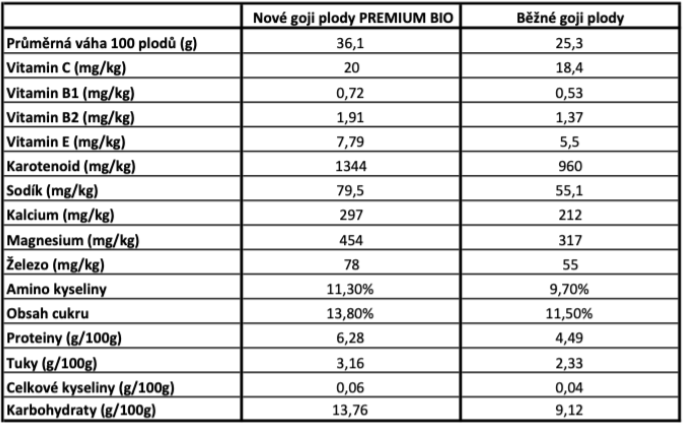 Nové goji plody PREMIUM BIO Běžné goji plody
Průměrná váha 100 plodů (g) 36,1 25,3
Vitamin C (mg/kg) 20 18,4
Vitamin B1 (mg/kg) 0,72 0,53
Vitamin B2 (mg/kg) 1,91 1,37
Vitamin E (mg/kg) 7,79 5,5
Karotenoid (mg/kg) 1344 960
Sodík (mg/kg) 79,5 55,1
Kalcium (mg/kg) 297 212
Magnesium (mg/kg) 454 317
Železo (mg/kg) 78 55
Amino kyseliny 11,30% 9,70%
Obsah cukru 13,80% 11,50%
Proteiny (g/100g) 6,28 4,49
Tuky (g/100g) 3,16 2,33
Celkové kyseliny (g/100g) 0,06 0,04
Karbohydraty (g/100g) 13,76 9,12